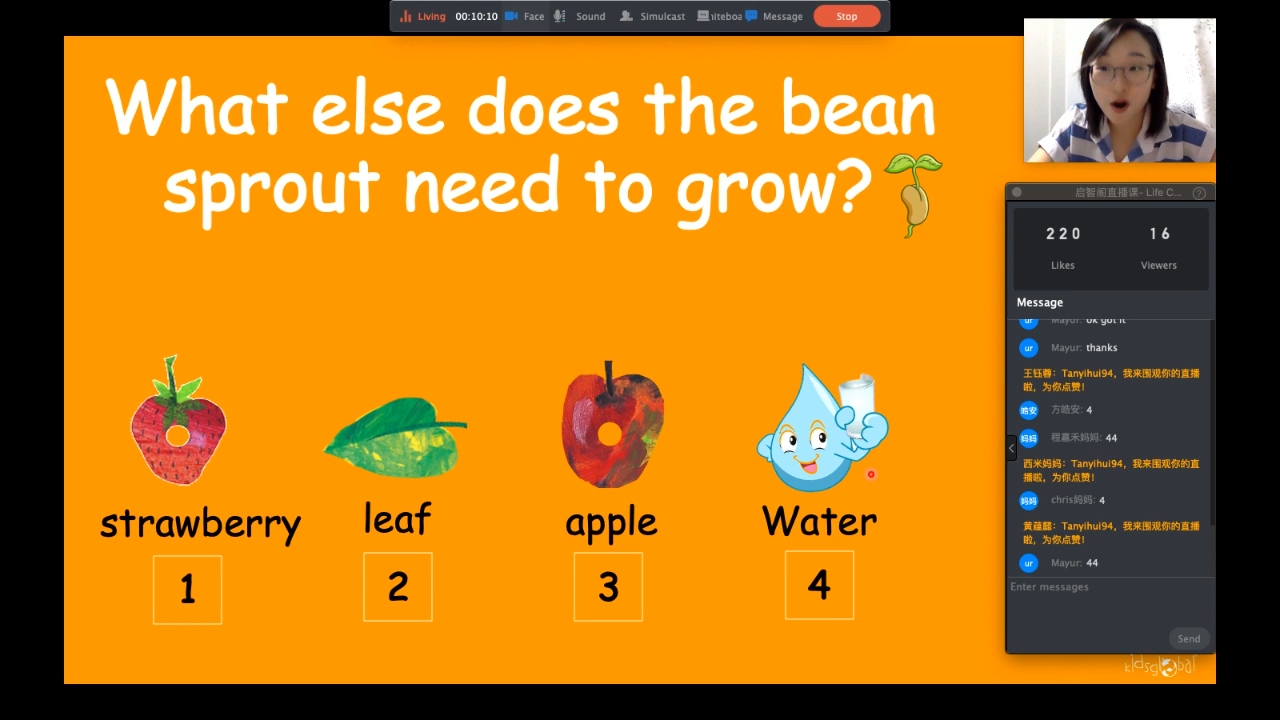 Living 00:10:10 Face Sound Simulcast iteboa Message Stop
What else does the bean
sprout need to grow?
strawberry leaf apple Water
1 2 3 4
启智阁直播课- Life C... ?
220 16
Likes Viewers
Message
ur Mayur: ok got it
ur Mayur: thanks
王钰尊：Tanyihui94，我来围观你的直播
啦，为你点赞！
皓安 方皓安: 4
妈妈 程嘉禾妈妈: 44
西米妈妈：Tanyihui94，我来围观你的直
播啦，为你点赞！
妈妈 chris妈妈: 4
Tanyihui94，我来围观你的直播
啦，为你点赞！
ur Mayur: 44
Enter messages
Send
kidsglobal